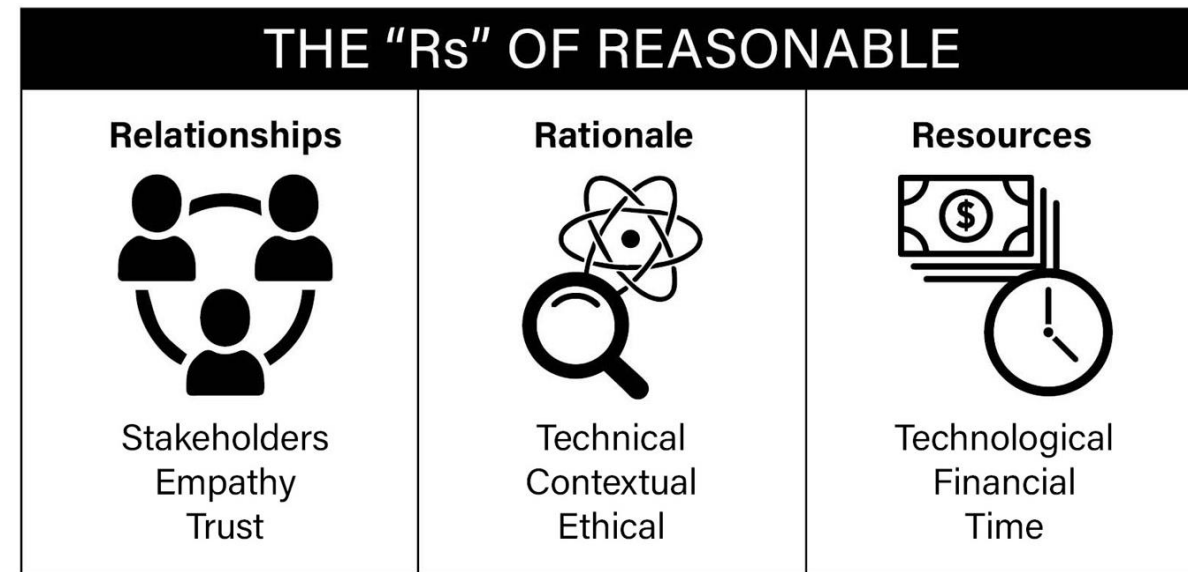 THE “Rs” OF REASONABLE
Relationships
Stakeholders
Empathy
Trust
Rationale
Technical
Contextual
Ethical
Resources
$
Technological
Financial
Time